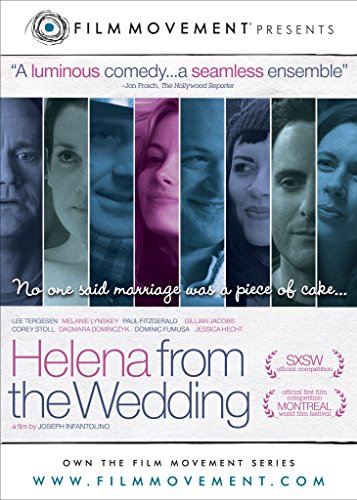 FILM MOVEMENT® PRESENTS
“A luminous comedy...a seamless ensemble”
–Jon Frosch, The Hollywood Reporter
No one said marriage was a piece of cake...
LEE TERGESEN MELANIE LYNSKEY PAUL FITZGERALD GILLIAN JACOBS
COREY STOLL DAGMARA DOMINCZYK DOMINIC FUMUSA JESSICA HECHT
Helena from
the Wedding
a film by JOSEPH INFANTOLINO
SXSW
official competition
official first film
competition
MONTREAL
world film festival
OWN THE FILM MOVEMENT SERIES
WWW.FILMMOVEMENT.COM